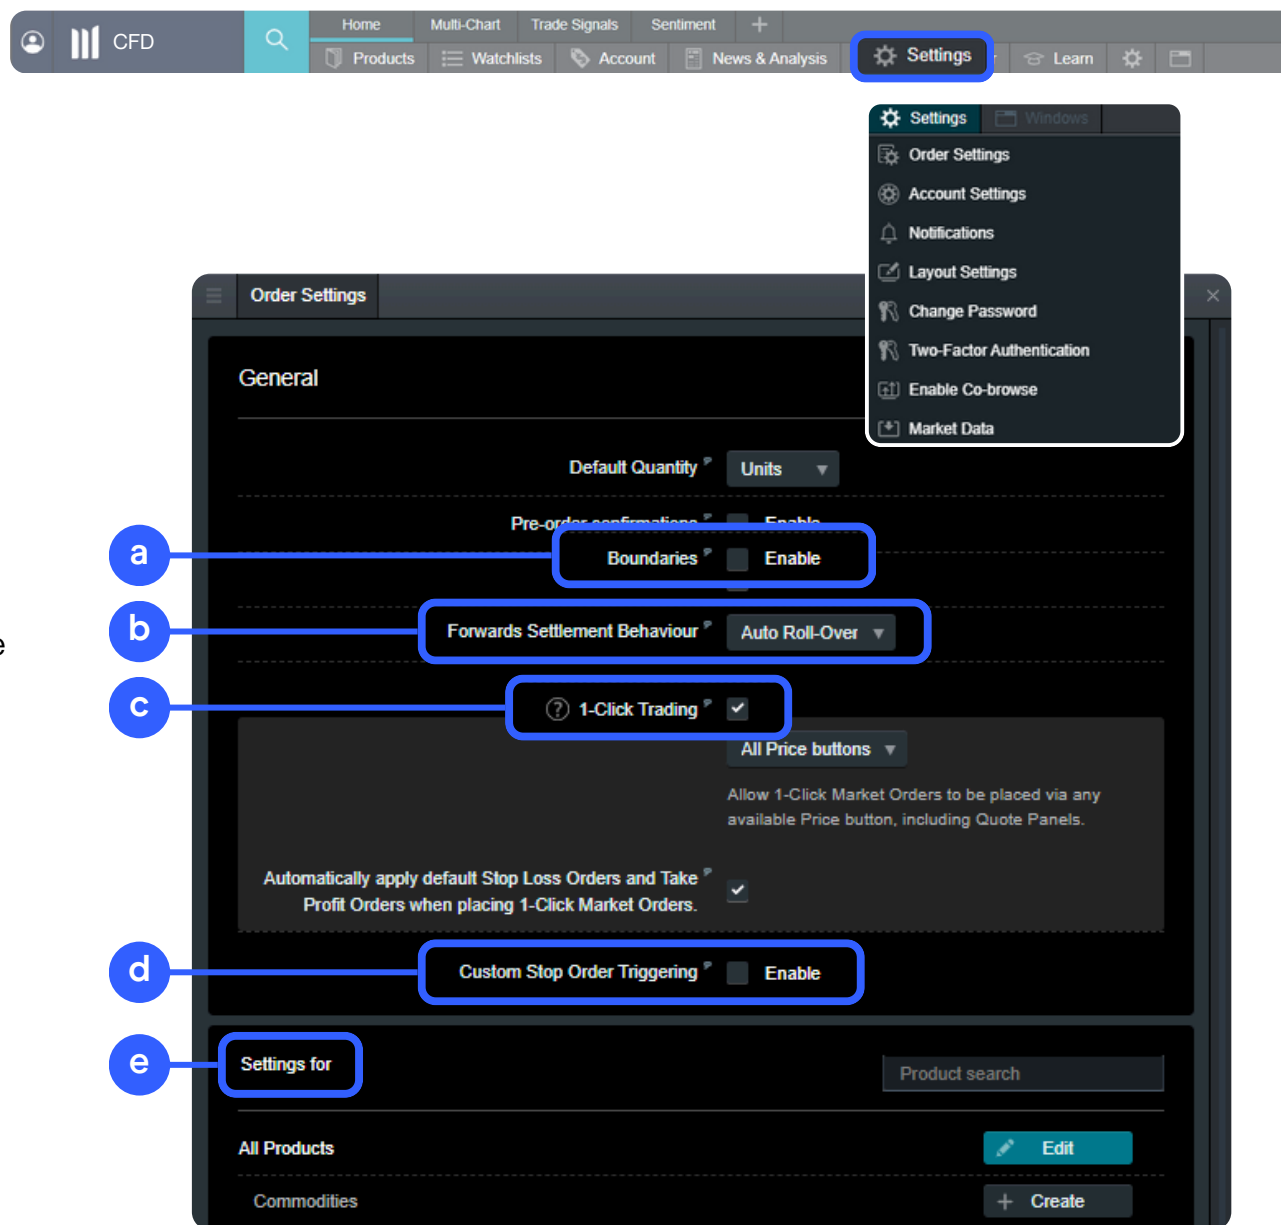 Home Multi-Chart Trade Signals Sentiment
CFD
Products Watchlists Account News & Analysis Settings Learn
Settings Windows
Order Settings
Account Settings
Notifications
Layout Settings
Change Password
Two-Factor Authentication
Enable Co-browse
Market Data
Order Settings
General
Default Quantity Units
Pre-order confirmations Enable
a
Boundaries Enable
b
e
Forwards Settlement Behaviour Auto Roll-Over
c
? 1-Click Trading
All Price buttons
Allow 1-Click Market Orders to be placed via any
available Price button, including Quote Panels.
Automatically apply default Stop Loss Orders and Take
Profit Orders when placing 1-Click Market Orders.
d
Custom Stop Order Triggering Enable
e
Settings for
Product search
All Products Edit
Commodities + Create